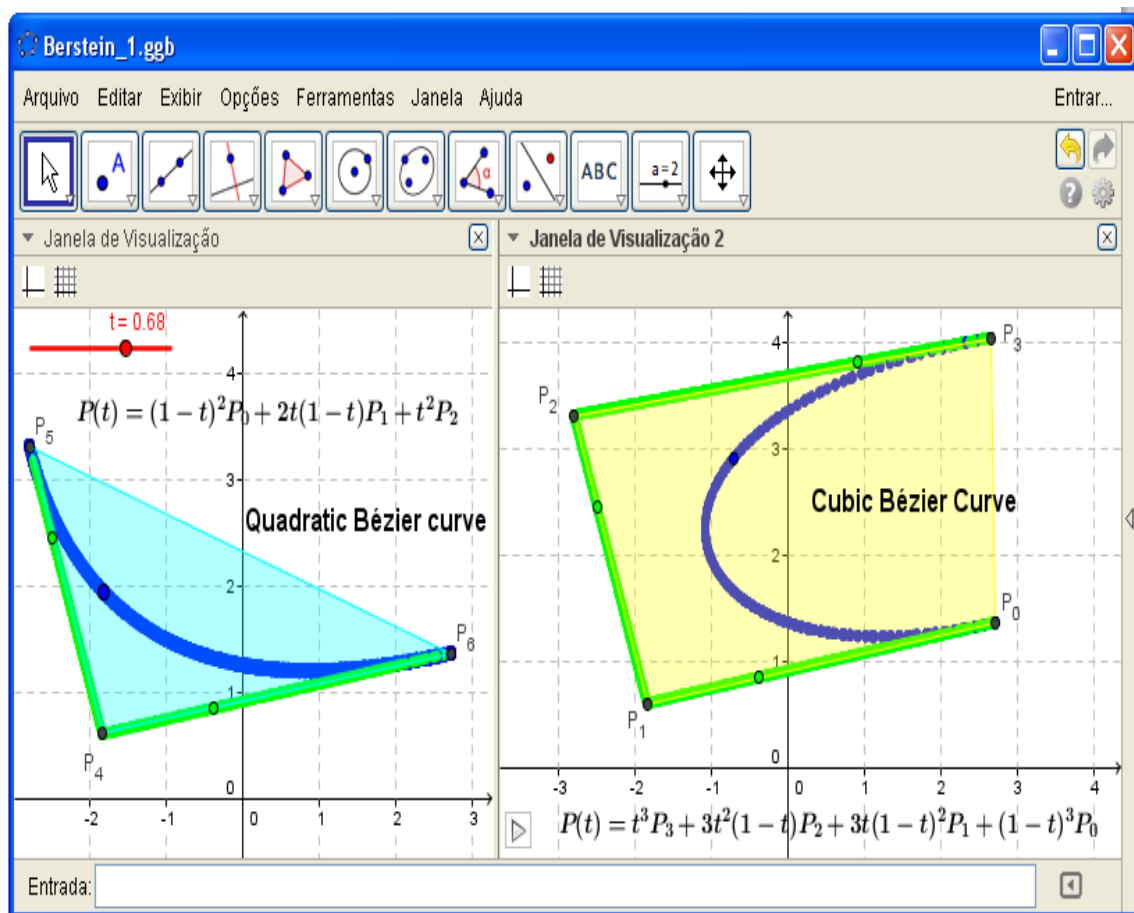 Berstein_1.ggb
Arquivo Editar Exibir Opções Ferramentas Janela Ajuda Entrar...
A α ABC a=2
Janela de Visualização
t = 0.68
4
P(t) = (1 − t)²P₀ + 2t(1 − t)P₁ + t²P₂
P₅
3
Quadratic Bézier curve
2
P₆
1
P₄
0
-2 -1 0 1 2 3
Janela de Visualização 2
4
P₃
P₂
3
Cubic Bézier Curve
2
P₀
1
P₁
0
-3 -2 -1 0 1 2 3 4
P(t) = t³P₃ + 3t²(1 − t)P₂ + 3t(1 − t)²P₁ + (1 − t)³P₀
Entrada: